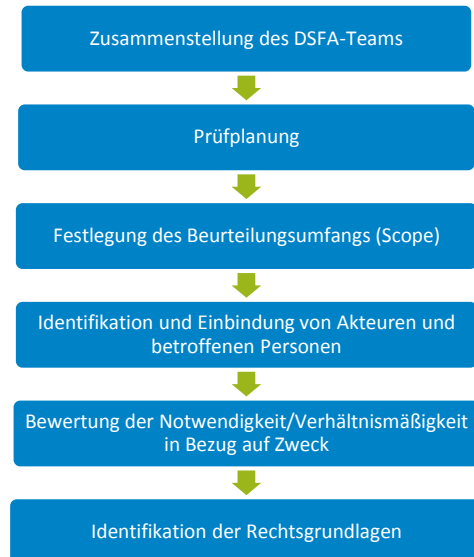 Zusammenstellung des DSFA-Teams
Prüfplanung
Festlegung des Beurteilungsumfangs (Scope)
Identifikation und Einbindung von Akteuren und
betroffenen Personen
Bewertung der Notwendigkeit/Verhältnismäßigkeit
in Bezug auf Zweck
Identifikation der Rechtsgrundlagen